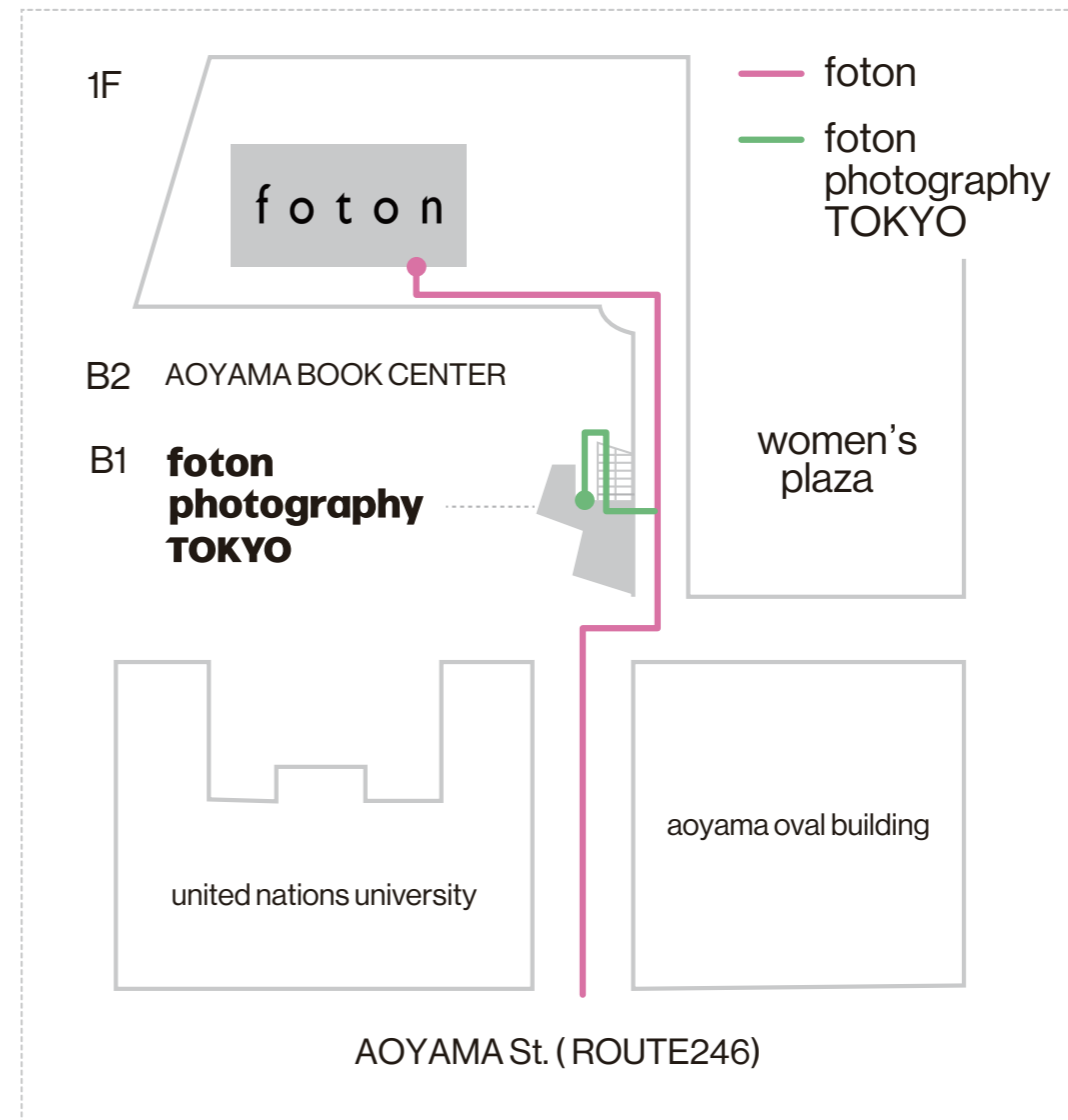 1F
foton
foton
photography
TOKYO
foton
B2 AOYAMA BOOK CENTER
B1 foton
photography
TOKYO
women's
plaza
aoyama oval building
united nations university
AOYAMA St. ( ROUTE246)